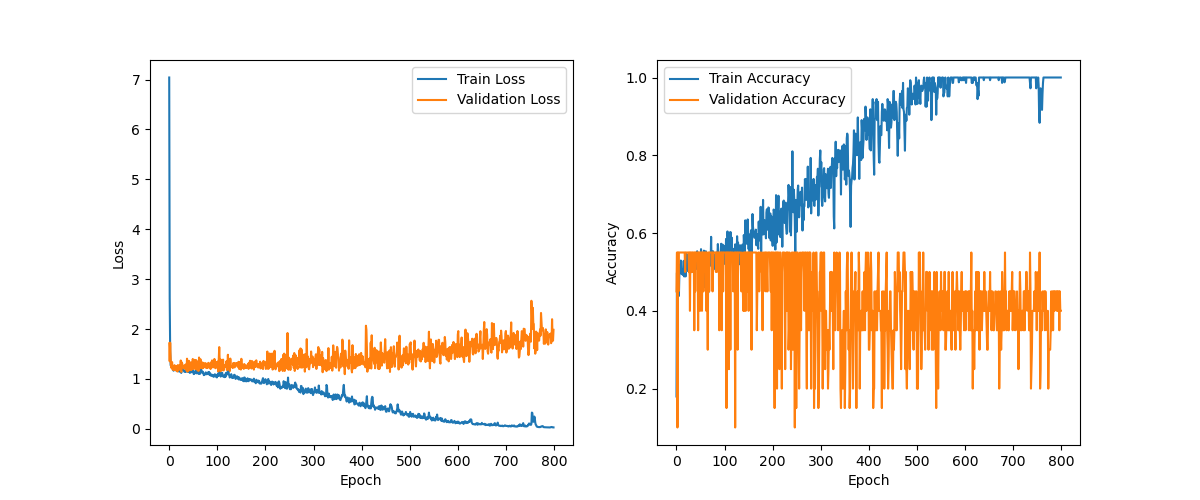 7
6
5
4
3
2
1
0
Loss
0 100 200 300 400 500 600 700 800
Epoch
Train Loss
Validation Loss
1.0
0.8
0.6
0.4
0.2
Accuracy
0 100 200 300 400 500 600 700 800
Epoch
Train Accuracy
Validation Accuracy